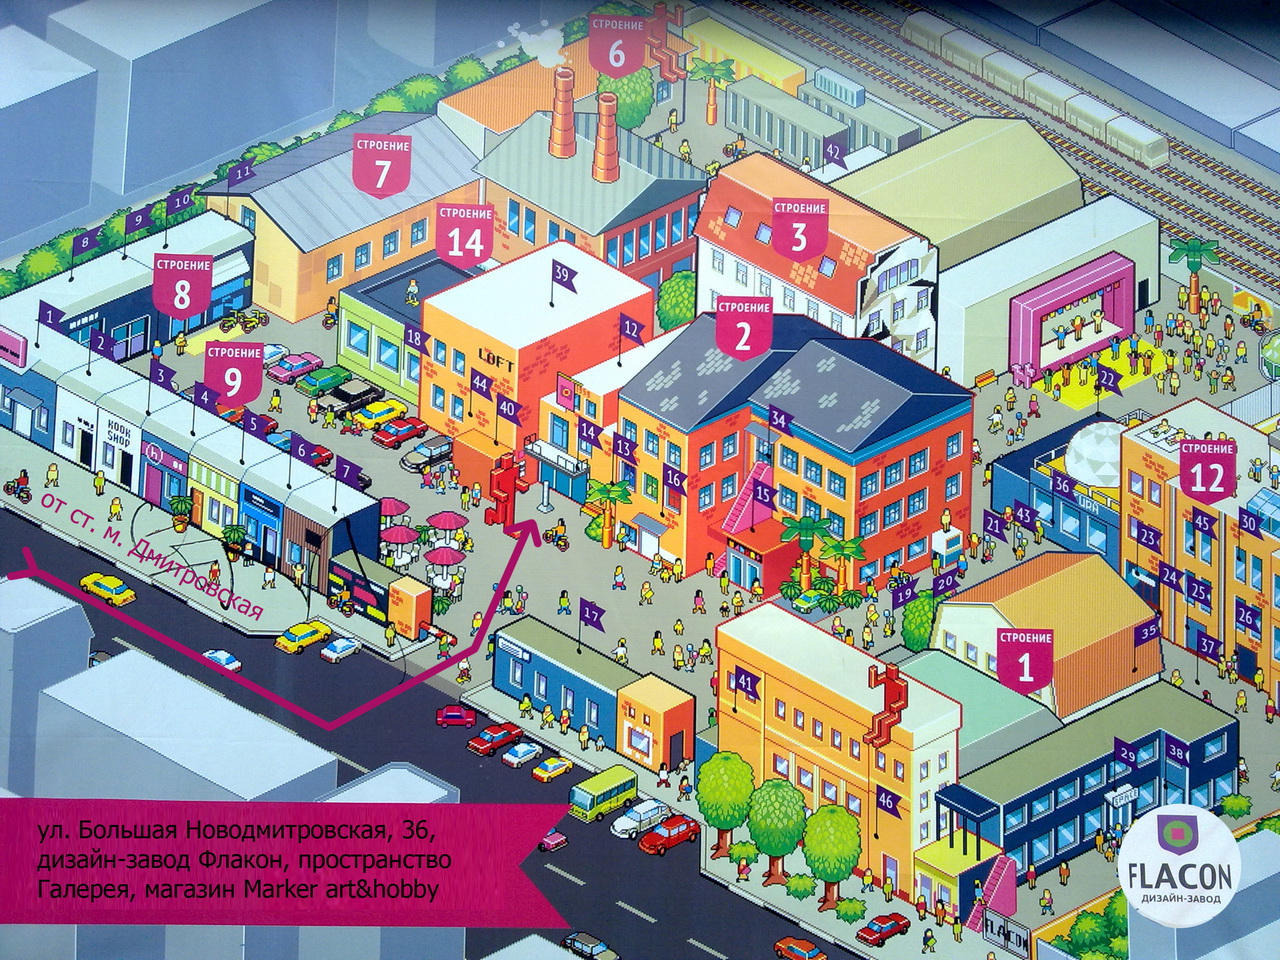 СТРОЕНИЕ
6
СТРОЕНИЕ
7
42
11
10
9
8
СТРОЕНИЕ
14
СТРОЕНИЕ
3
СТРОЕНИЕ
8
39
СТРОЕНИЕ
2
1
2
3
4
5
6
7
СТРОЕНИЕ
9
18
12
LOFT
44
40
14
13
16
34
15
22
KOOK
SHOP
(h)
СТРОЕНИЕ
12
36
21
43
23
45
30
24
25
26
19
20
35
37
17
СТРОЕНИЕ
1
41
46
29
38
SPACE
от ст. м. Дмитровская
ул. Большая Новодмитровская, 36,
дизайн-завод Флакон, пространство
Галерея, магазин Marker art&hobby
FLACON
FLACON
ДИЗАЙН-ЗАВОД